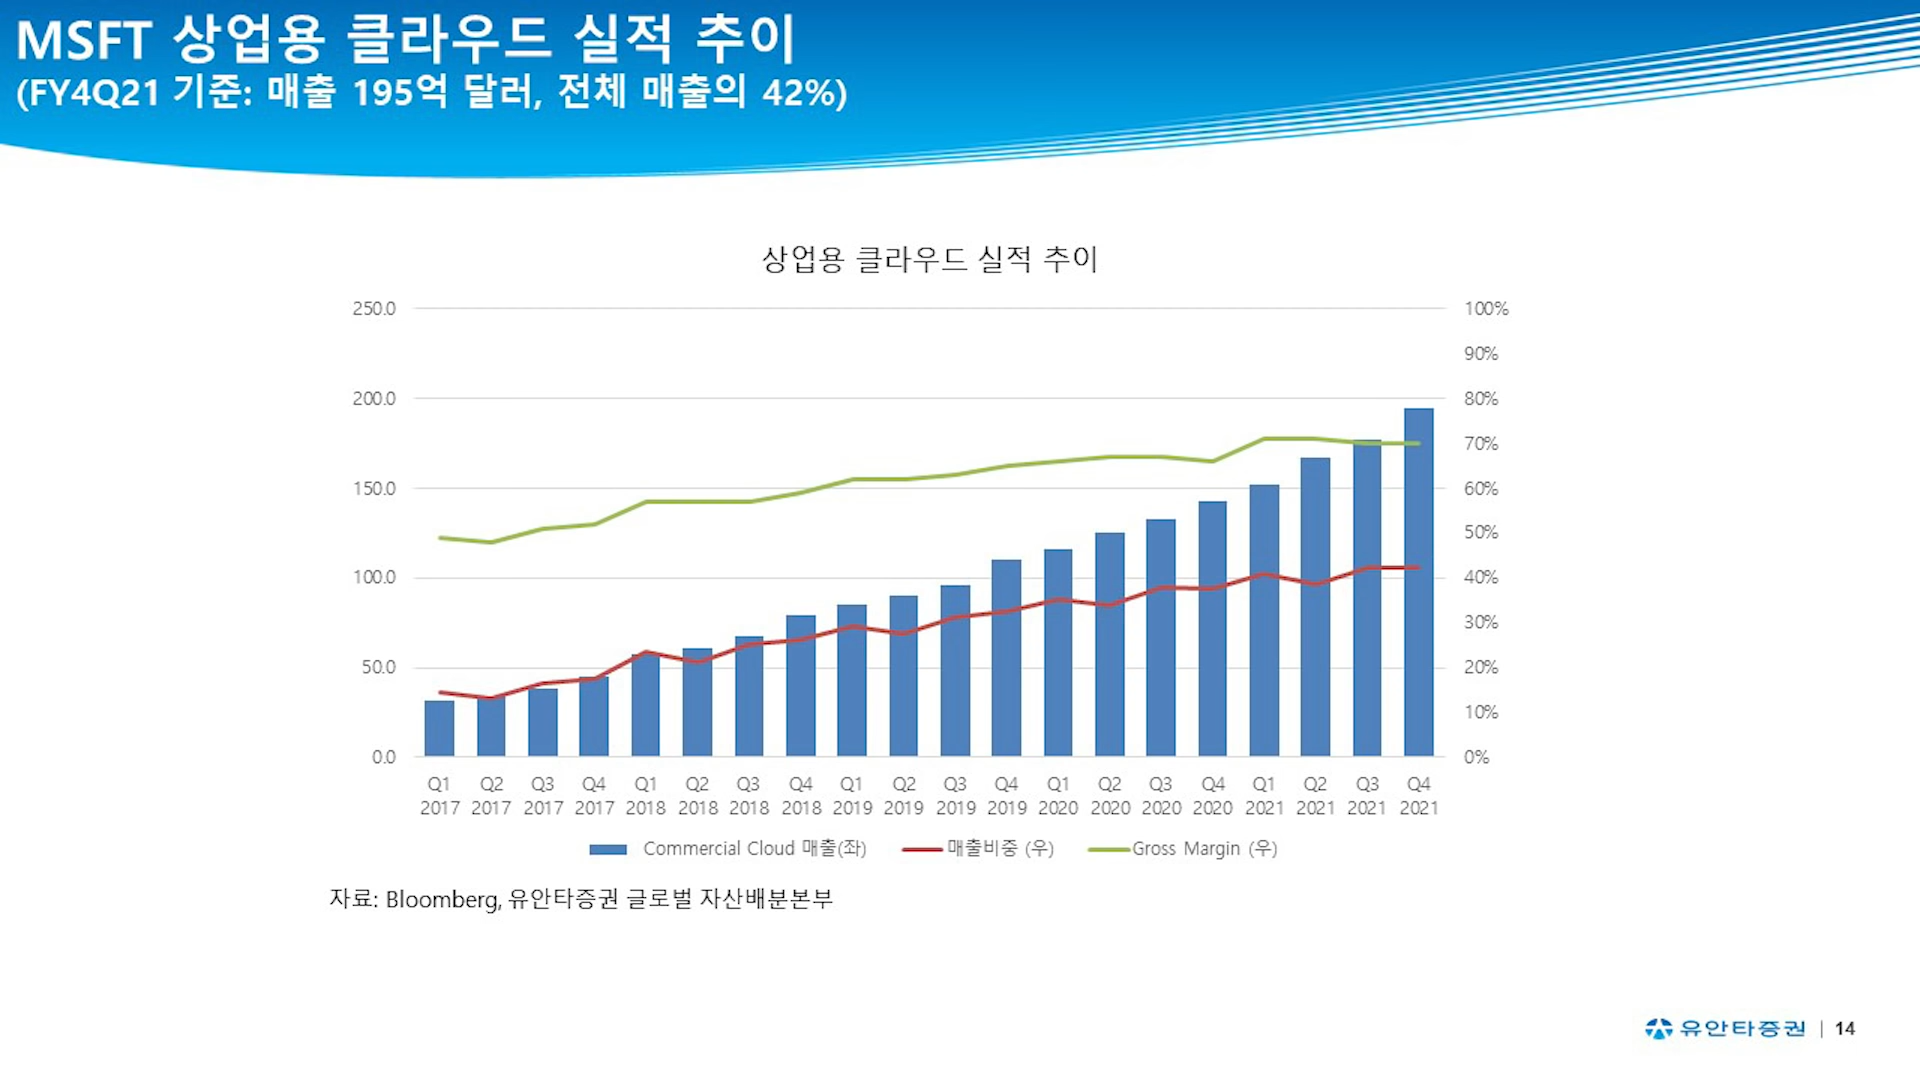 MSFT 상업용 클라우드 실적 추이
(FY4Q21 기준: 매출 195억 달러, 전체 매출의 42%)
상업용 클라우드 실적 추이
250.0
200.0
150.0
100.0
50.0
0.0
100%
90%
80%
70%
60%
50%
40%
30%
20%
10%
0%
Q1 Q2 Q3 Q4 Q1 Q2 Q3 Q4 Q1 Q2 Q3 Q4 Q1 Q2 Q3 Q4 Q1 Q2 Q3 Q4
2017 2017 2017 2017 2018 2018 2018 2018 2019 2019 2019 2019 2020 2020 2020 2020 2021 2021 2021 2021
Commercial Cloud 매출(좌) 매출비중 (우) Gross Margin (우)
자료: Bloomberg, 유안타증권 글로벌 자산배분본부
유안타증권 | 14